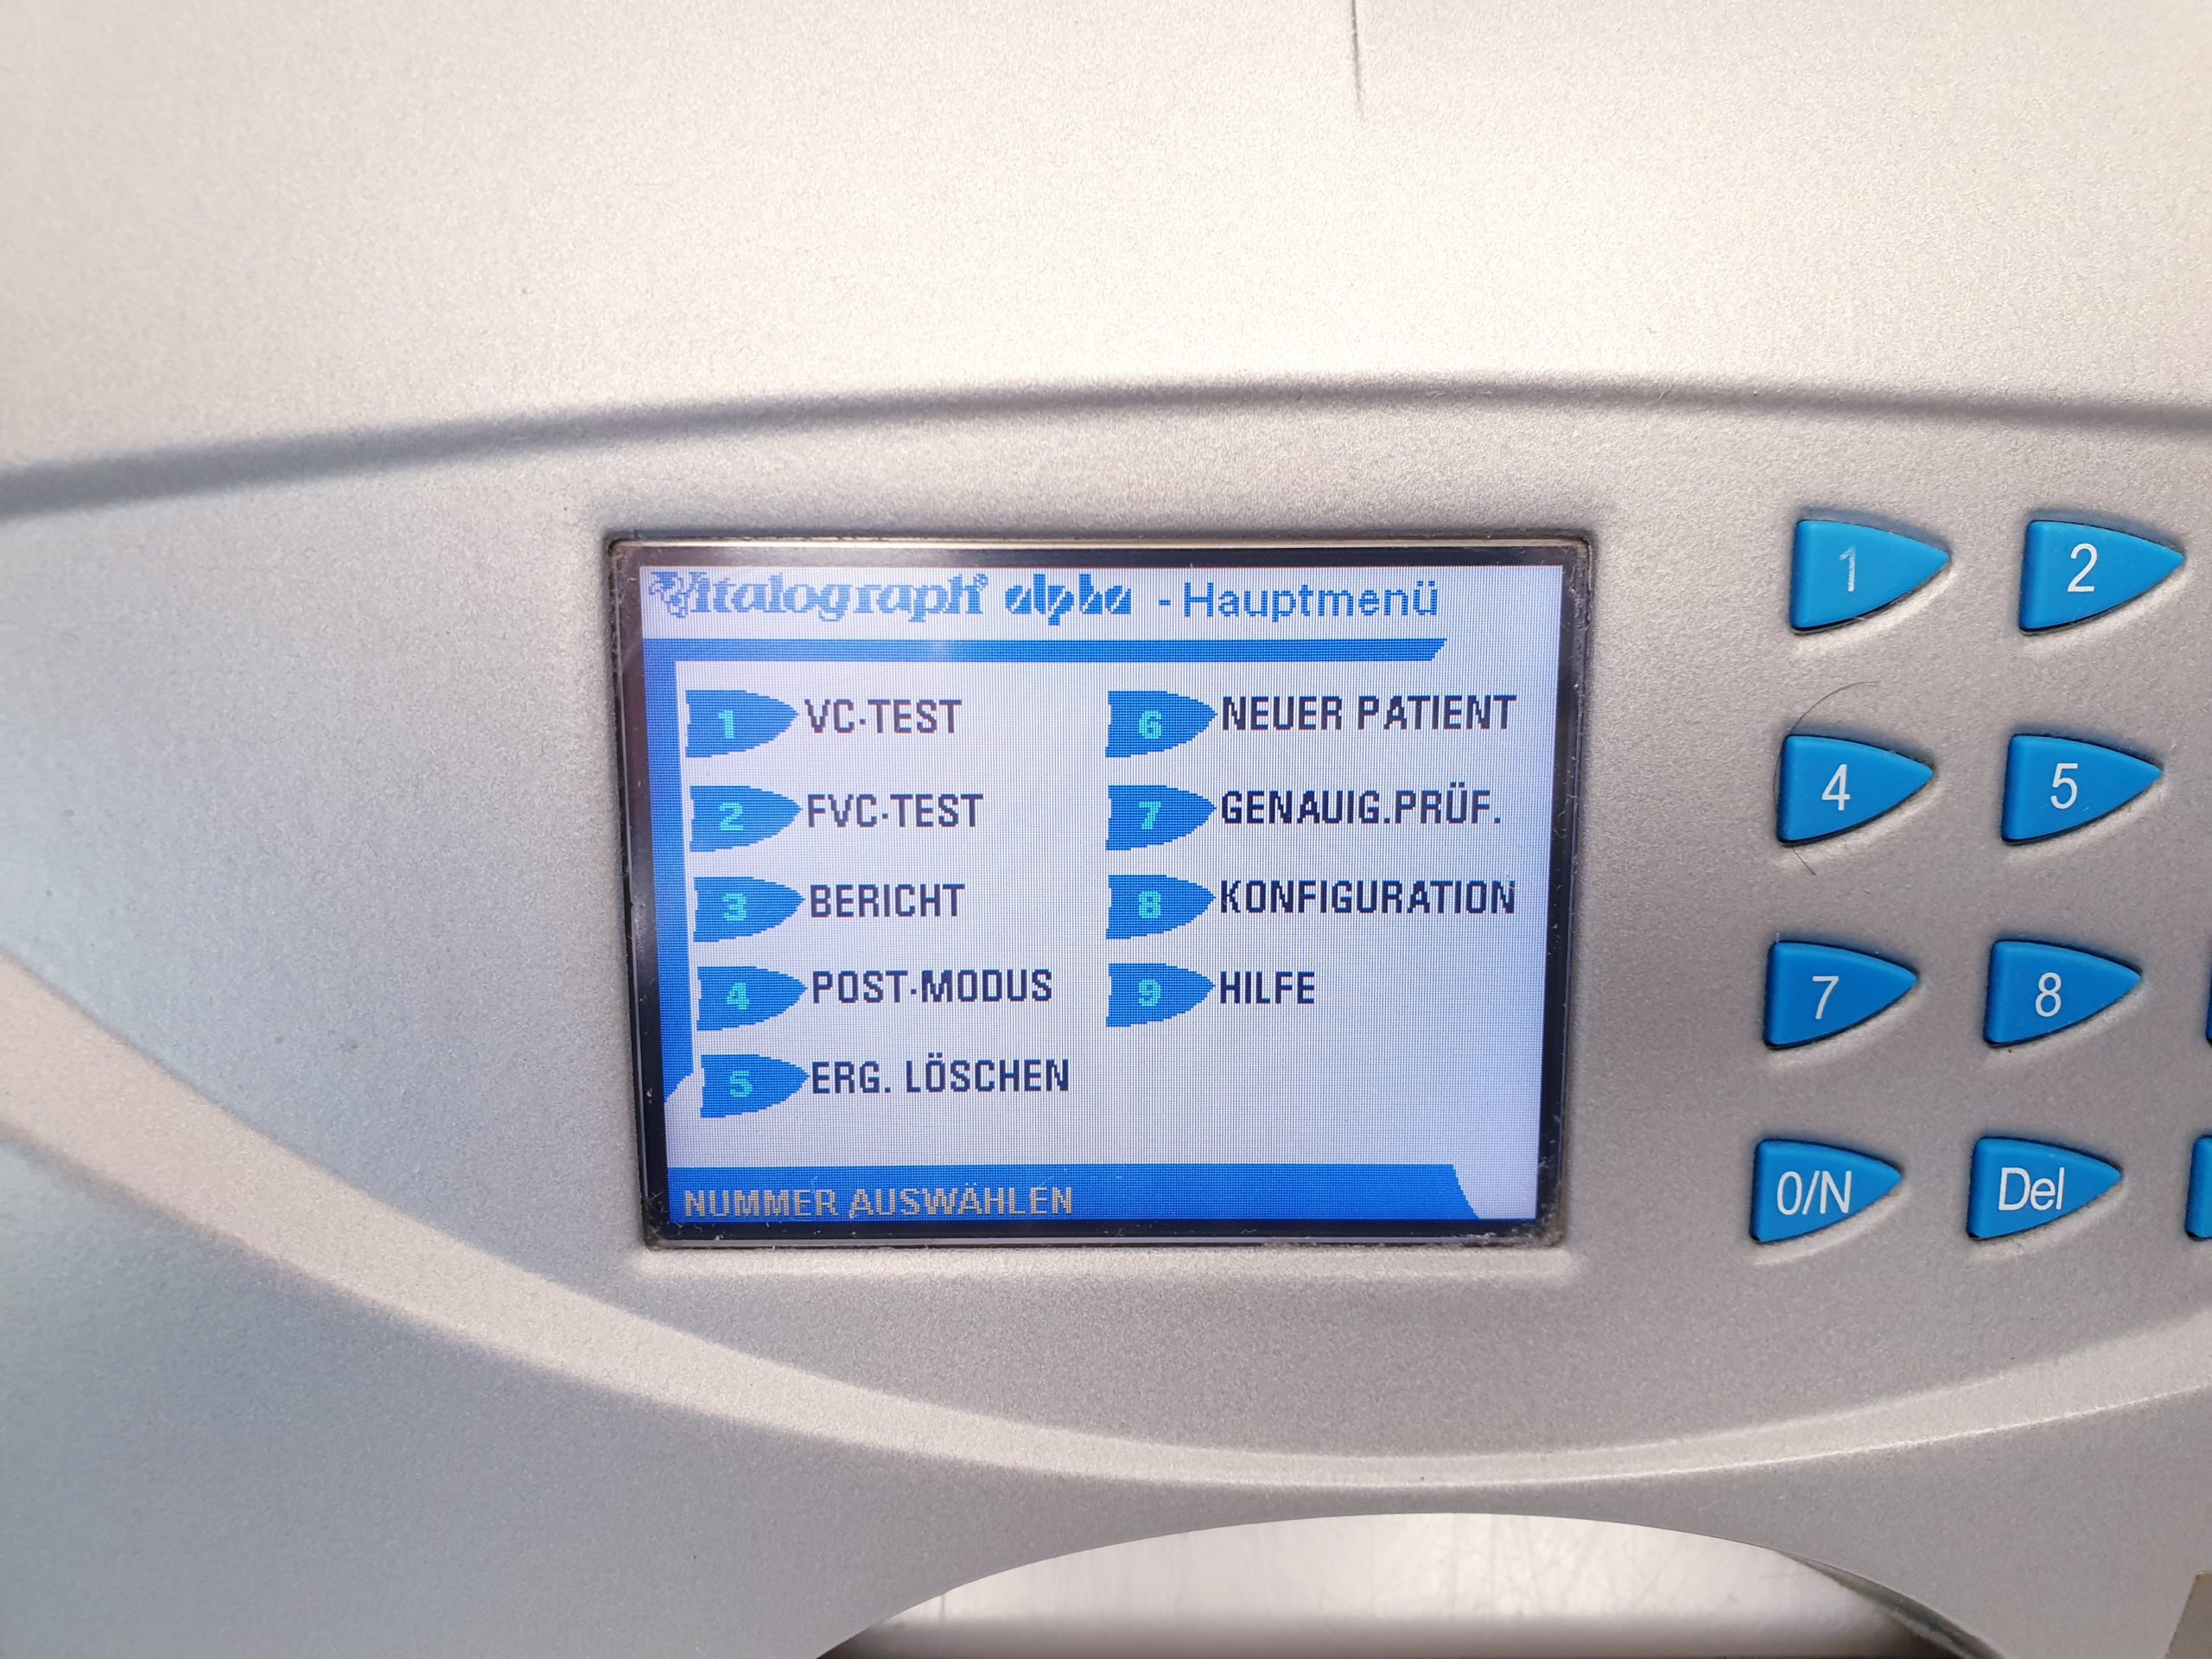 Vitalograph® alpha - Hauptmenü
1 VC-TEST
2 FVC-TEST
3 BERICHT
4 POST-MODUS
5 ERG. LÖSCHEN
6 NEUER PATIENT
7 GENAUIG.PRÜF.
8 KONFIGURATION
9 HILFE
NUMMER AUSWÄHLEN
1 2
4 5
7 8
0/N Del